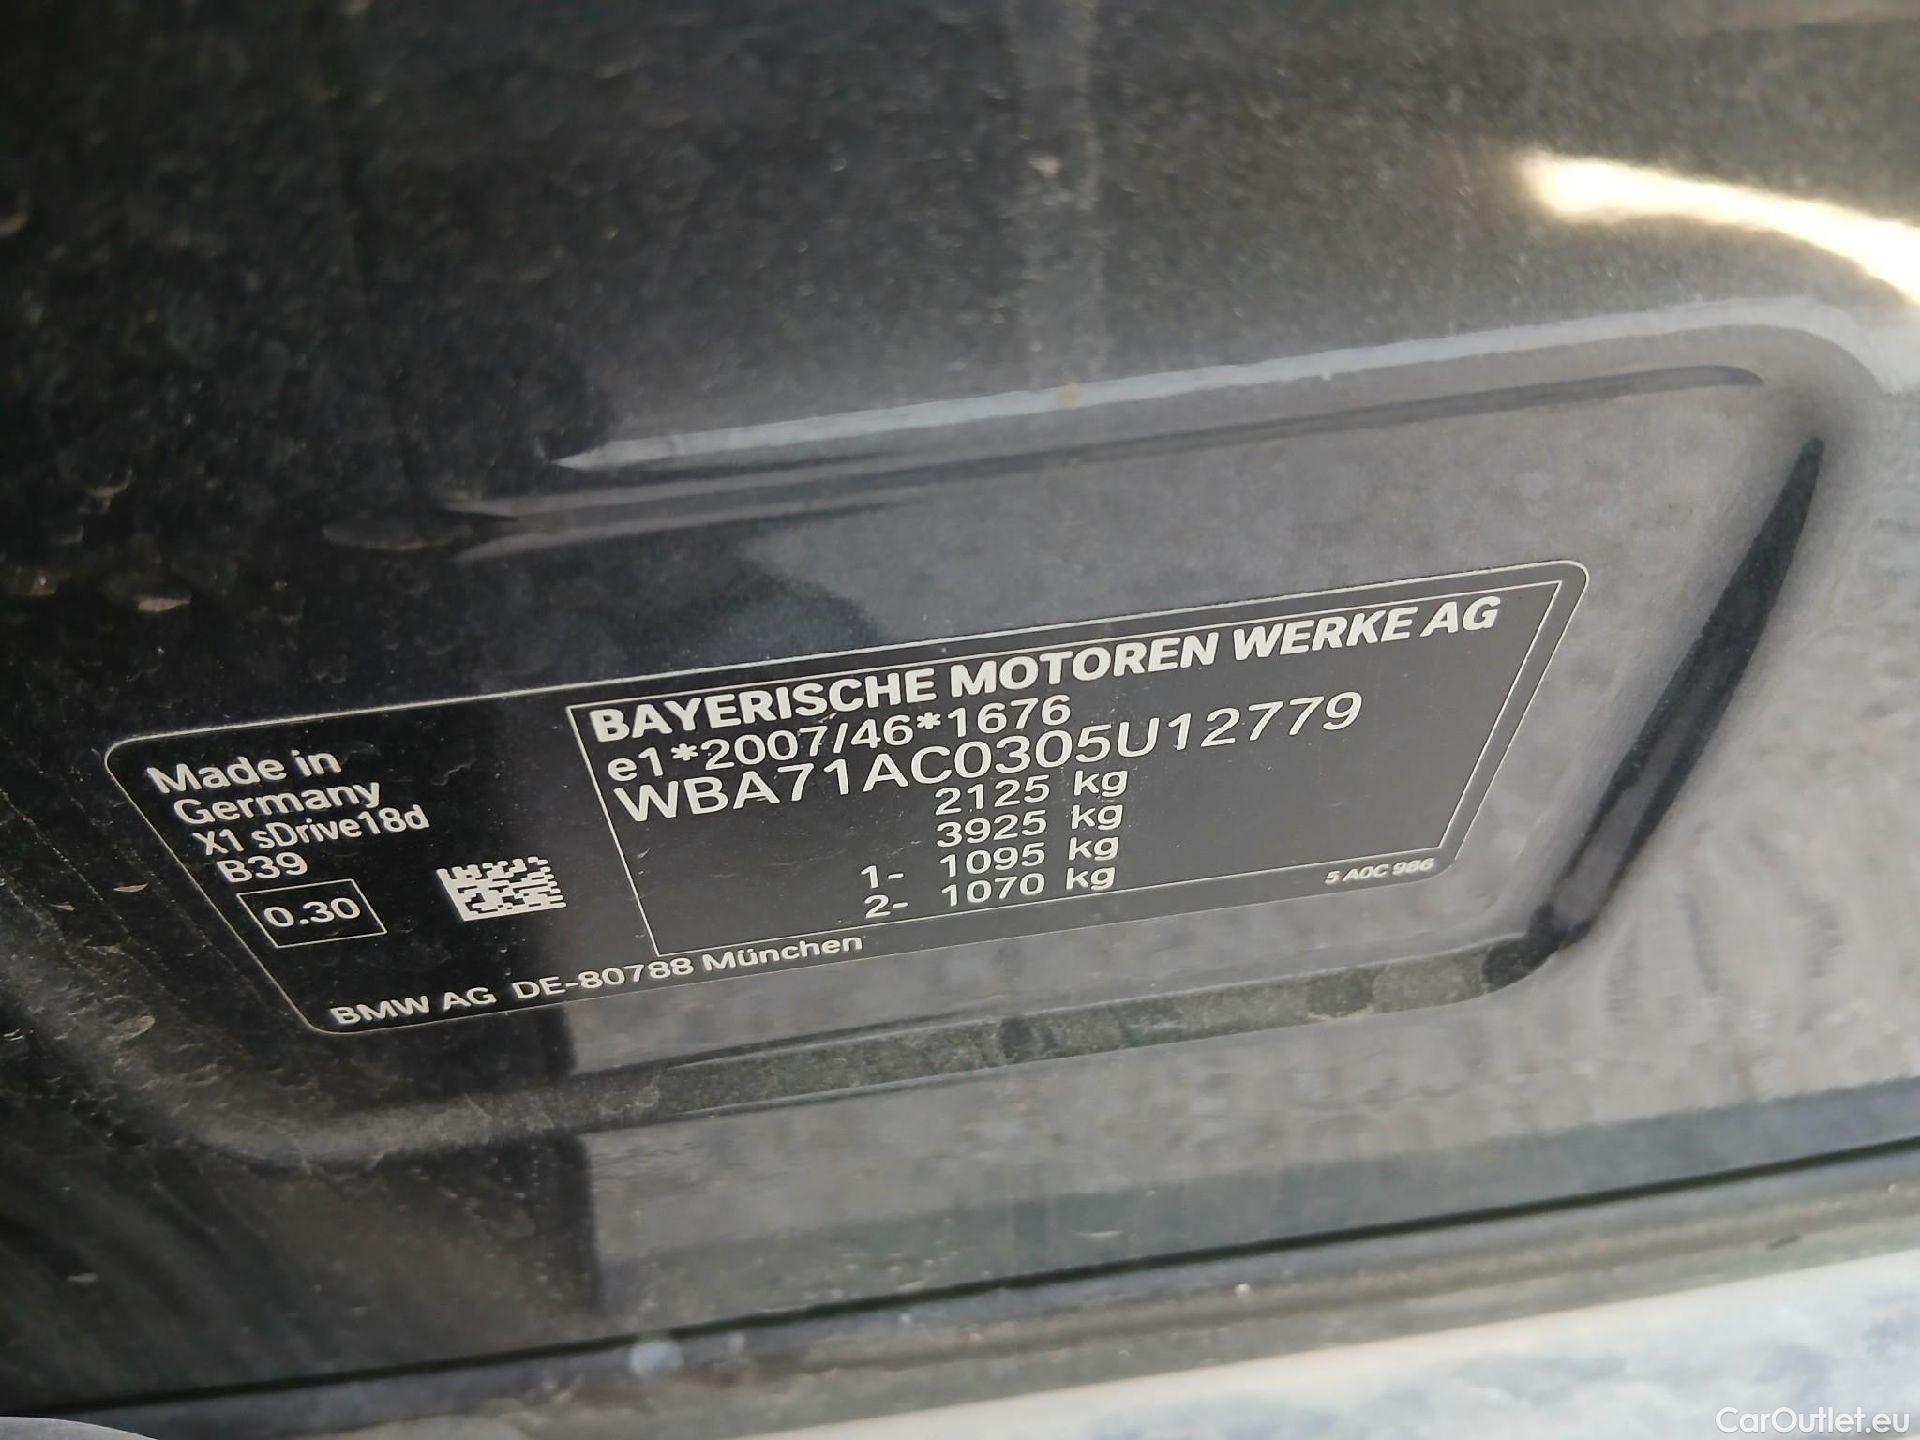 BAYERISCHE MOTOREN WERKE AG
e1*2007/46*1676
WBA71AC0305U12779
2125 kg
3925 kg
1- 1095 kg
2- 1070 kg
5 A0C 986
Made in
Germany
X1 sDrive18d
B39
0.30
BMW AG DE-80788 München
CarOutlet.eu